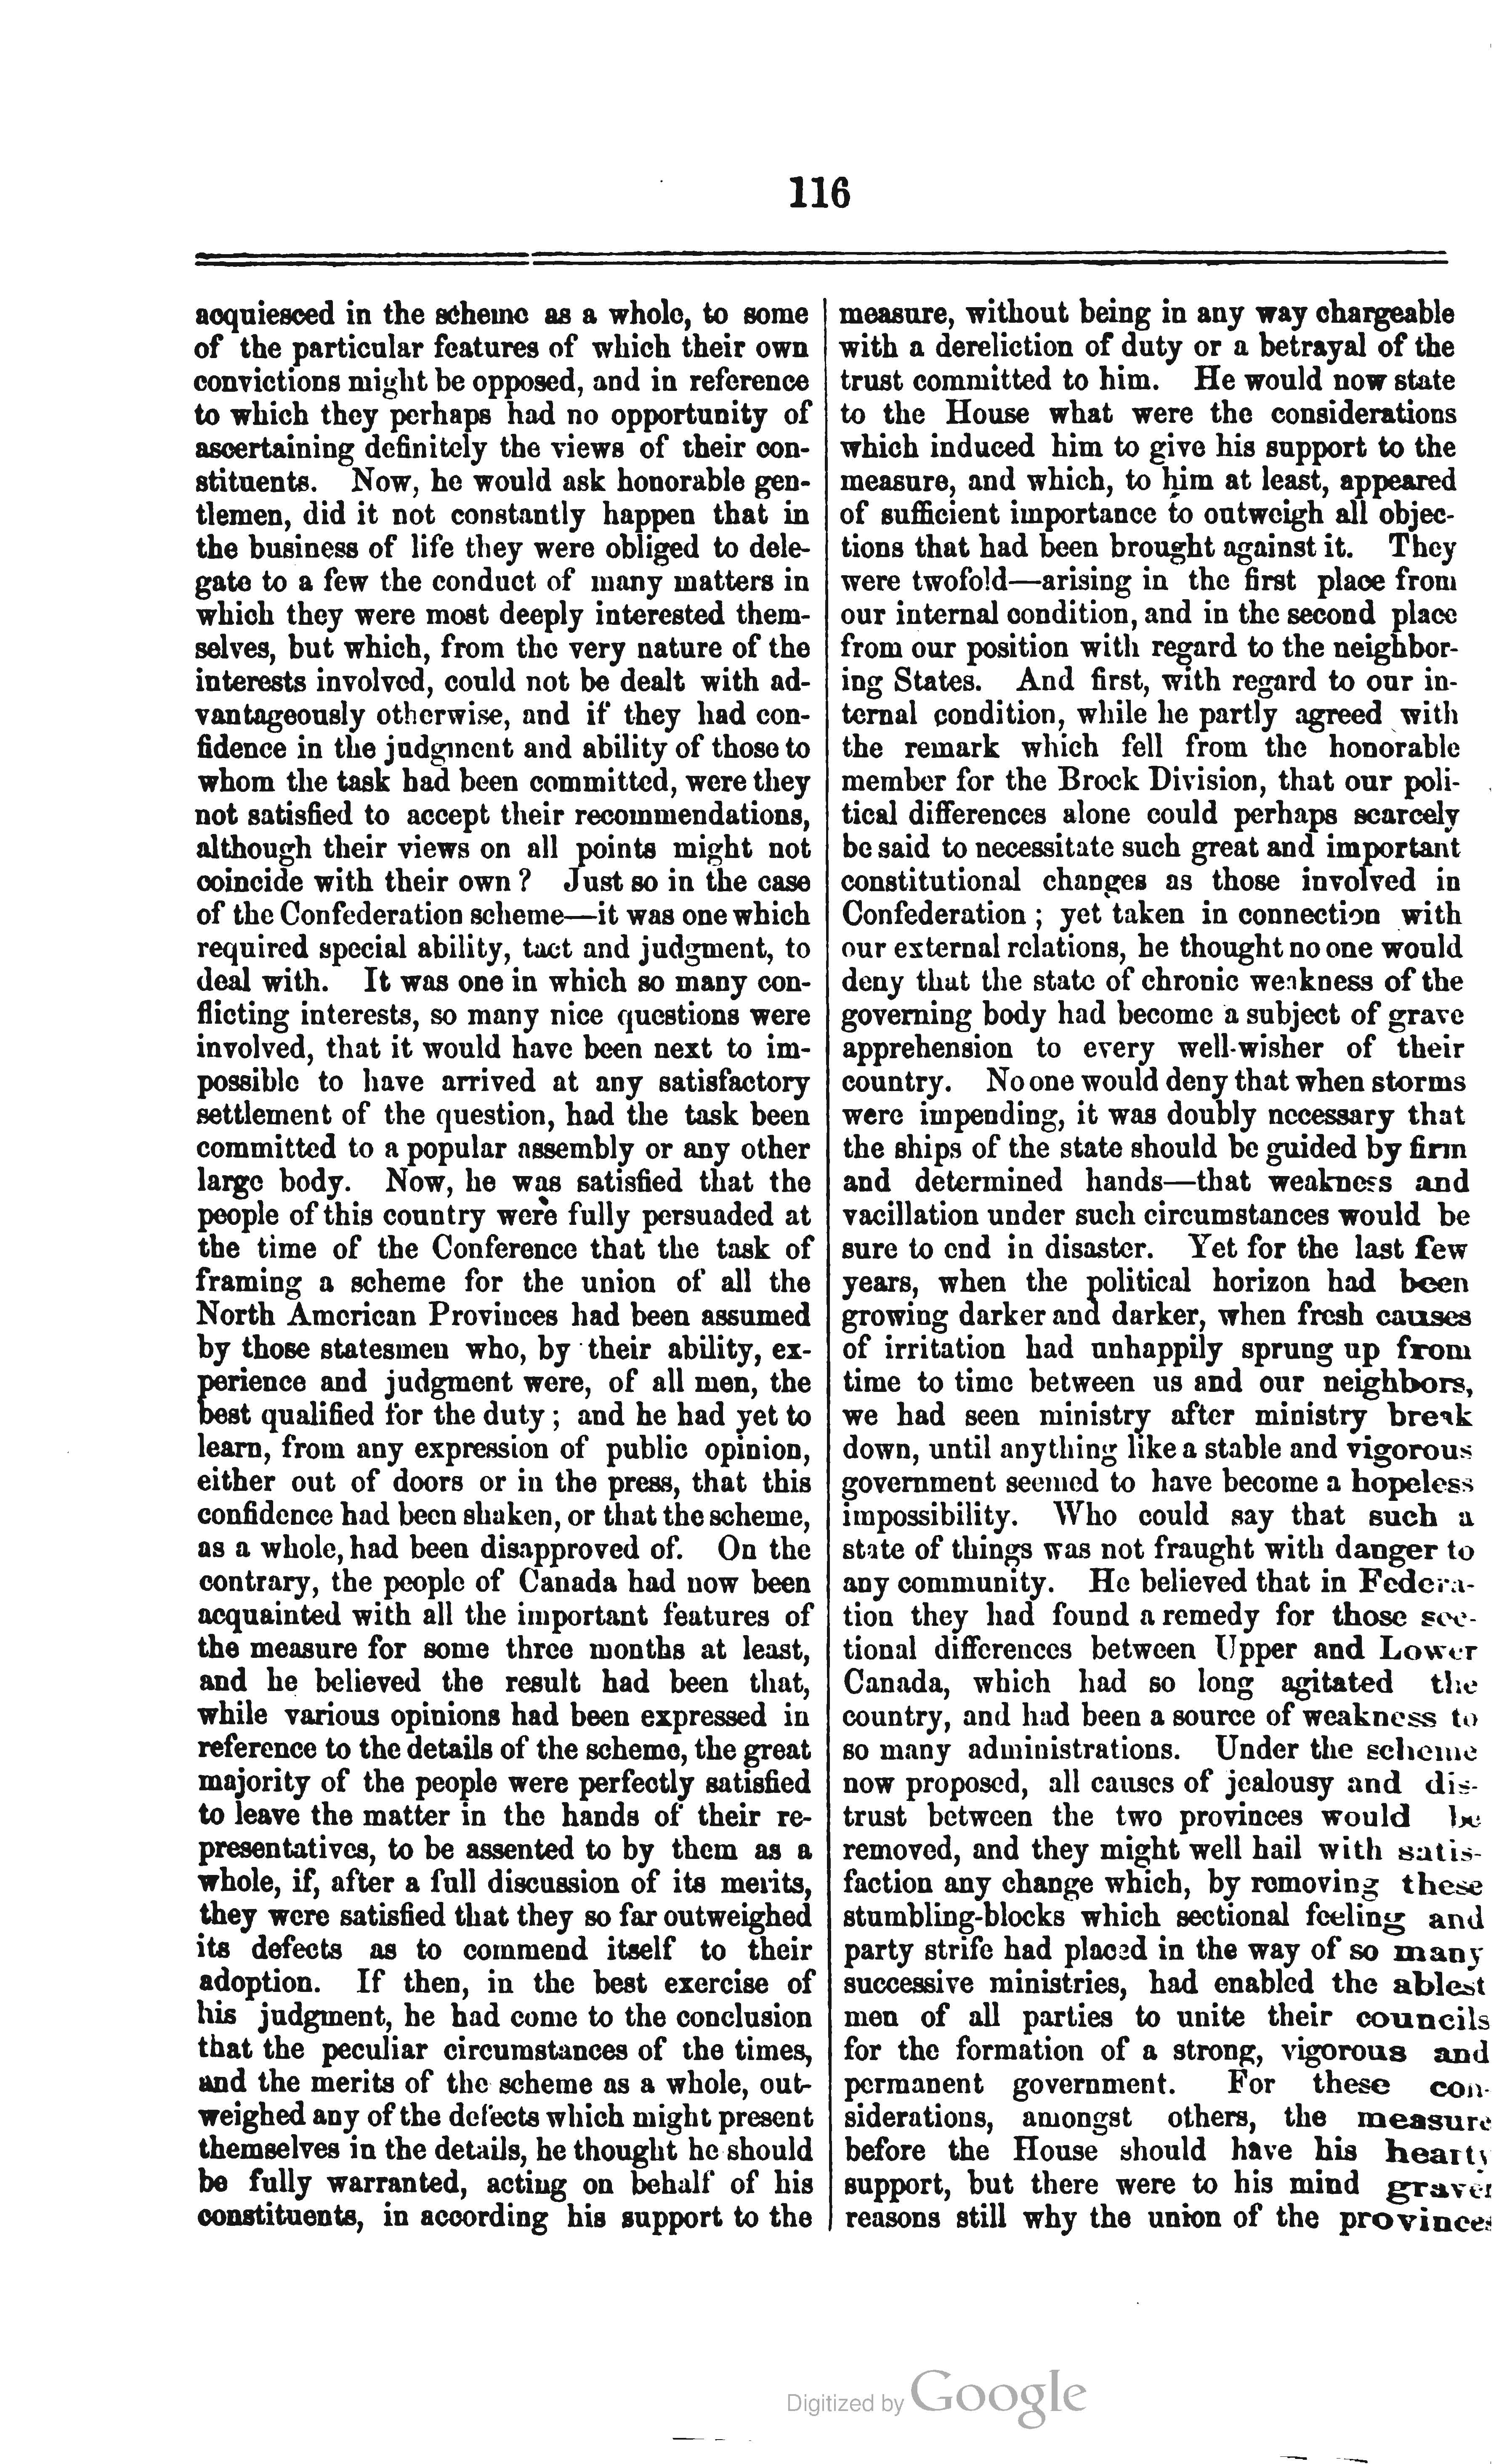 116
acquiesced in the scheme as a whole, to some
of the particular features of which their own
convictions might be opposed, and in reference
to which they perhaps had no opportunity of
ascertaining definitely the views of their con-
stituents. Now, he would ask honorable gen-
tlemen, did it not constantly happen that in
the business of life they were obliged to dele-
gate to a few the conduct of many matters in
which they were most deeply interested them-
selves, but which, from the very nature of the
interests involved, could not be dealt with ad-
vantageously otherwise, and if they had con-
fidence in the judgment and ability of those to
whom the task had been committed, were they
not satisfied to accept their recommendations,
although their views on all points might not
coincide with their own? Just so in the case
of the Confederation scheme—it was one which
required special ability, tact and judgment, to
deal with. It was one in which so many con-
flicting interests, so many nice questions were
involved, that it would have been next to im-
possible to have arrived at any satisfactory
settlement of the question, had the task been
committed to a popular assembly or any other
large body. Now, he was satisfied that the
people of this country were fully persuaded at
the time of the Conference that the task of
framing a scheme for the union of all the
North American Provinces had been assumed
by those statesmen who, by their ability, ex-
perience and judgment were, of all men, the
best qualified for the duty; and he had yet to
learn, from any expression of public opinion,
either out of doors or in the press, that this
confidence had been shaken, or that the scheme,
as a whole, had been disapproved of. On the
contrary, the people of Canada had now been
acquainted with all the important features of
the measure for some three months at least,
and he believed the result had been that,
while various opinions had been expressed in
reference to the details of the scheme, the great
majority of the people were perfectly satisfied
to leave the matter in the hands of their re-
presentatives, to be assented to by them as a
whole, if, after a full discussion of its merits,
they were satisfied that they so far outweighed
its defects as to commend itself to their
adoption. If then, in the best exercise of
his judgment, he had come to the conclusion
that the peculiar circumstances of the times,
and the merits of the scheme as a whole, out-
weighed any of the defects which might present
themselves in the details, he thought he should
be fully warranted, acting on behalf of his
constituents, in according his support to the
measure, without being in any way chargeable
with a dereliction of duty or a betrayal of the
trust committed to him. He would now state
to the House what were the considerations
which induced him to give his support to the
measure, and which, to him at least, appeared
of sufficient importance to outweigh all objec-
tions that had been brought against it. They
were twofold—arising in the first place from
our internal condition, and in the second place
from our position with regard to the neighbor-
ing States. And first, with regard to our in-
ternal condition, while he partly agreed with
the remark which fell from the honorable
member for the Brock Division, that our poli-
tical differences alone could perhaps scarcely
be said to necessitate such great and important
constitutional changes as those involved in
Confederation; yet taken in connection with
our external relations, he thought no one would
deny that the state of chronic weakness of the
governing body had become a subject of grave
apprehension to every well-wisher of their
country. No one would deny that when storms
were impending, it was doubly necessary that
the ships of the state should be guided by firm
and determined hands—that weakness and
vacillation under such circumstances would be
sure to end in disaster. Yet for the last few
years, when the political horizon had been
growing darker and darker, when fresh causes
of irritation had unhappily sprung up from
time to time between us and our neighbors,
we had seen ministry after ministry break
down, until anything like a stable and vigorous
government seemed to have become a hopeless
impossibility. Who could say that such a
state of things was not fraught with danger to
any community. He believed that in Federa-
tion they had found a remedy for those sec-
tional differences between Upper and Lower
Canada, which had so long agitated the
country, and had been a source of weakness to
so many administrations. Under the scheme
now proposed, all causes of jealousy and dis-
trust between the two provinces would be
removed, and they might well hail with satis-
faction any change which, by removing these
stumbling-blocks which sectional feeling and
party strife had placed in the way of so many
successive ministries, had enabled the ablest
men of all parties to unite their councils
for the formation of a strong, vigorous and
permanent government. For these con-
siderations, amongst others, the measure
before the House should have his hearty
support, but there were to his mind graver
reasons still why the union of the provinces
Digitized by Google